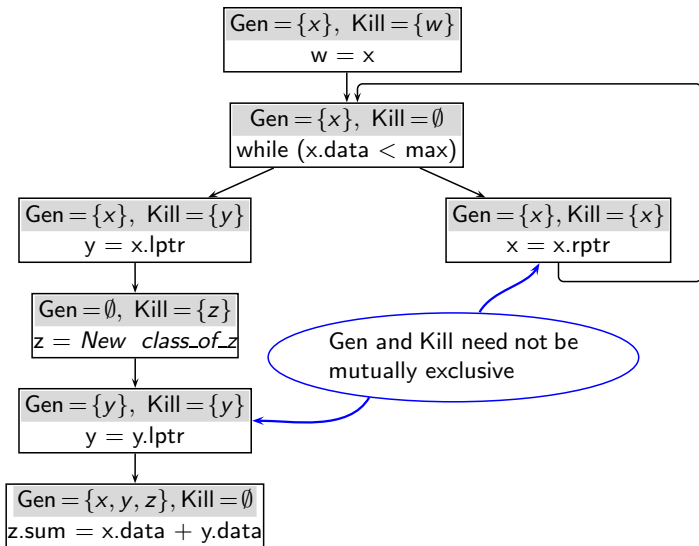 Gen = {x}, Kill = {w}
w = x
Gen = {x}, Kill = ∅
while (x.data < max)
Gen = {x}, Kill = {y}
y = x.lptr
Gen = {x}, Kill = {x}
x = x.rptr
Gen = ∅, Kill = {z}
z = New class_of_z
Gen and Kill need not be
mutually exclusive
Gen = {y}, Kill = {y}
y = y.lptr
Gen = {x, y, z}, Kill = ∅
z.sum = x.data + y.data